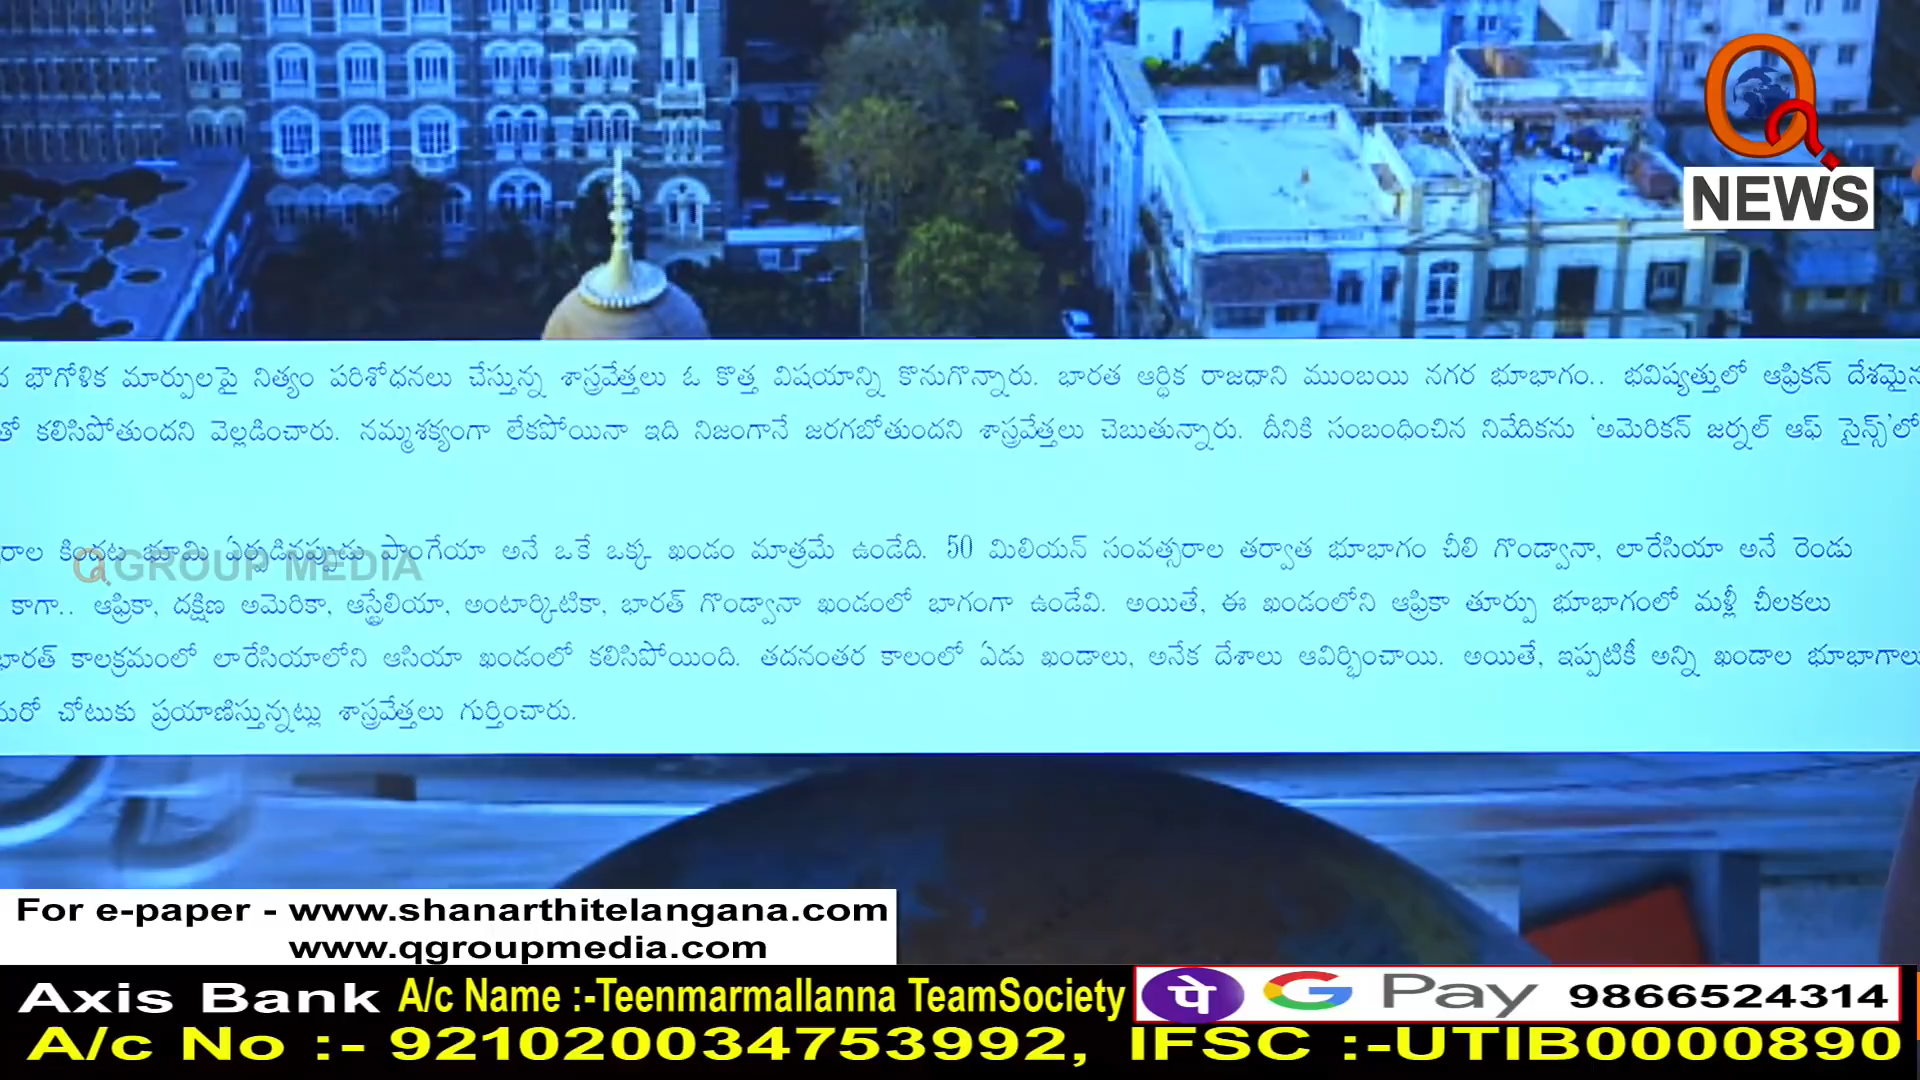 Q
NEWS
భౌగోళిక మార్పులపై నిత్యం పరిశోధనలు చేస్తున్న శాస్త్రవేత్తలు ఓ కొత్త విషయాన్ని కొనుగొన్నారు. భారత ఆర్థిక రాజధాని ముంబయి నగర భూభాగం.. భవిష్యత్తులో ఆఫ్రికన్ దేశమైన
తో కలిసిపోతుందని వెల్లడించారు. నమ్మశక్యంగా లేకపోయినా ఇది నిజంగానే జరగబోతుందని శాస్త్రవేత్తలు చెబుతున్నారు. దీనికి సంబంధించిన నివేదికను ‘అమెరికన్ జర్నల్ ఆఫ్ సైన్స్’లో
రాల కిందట భూమి ఏర్పడినప్పుడు పాంగేయా అనే ఒకే ఒక్క ఖండం మాత్రమే ఉండేది. 50 మిలియన్ సంవత్సరాల తర్వాత భూభాగం చీలి గొండ్వానా, లారేసియా అనే రెండు
GROUP MEDIA
కాగా.. ఆఫ్రికా, దక్షిణ అమెరికా, ఆస్ట్రేలియా, అంటార్కిటికా, భారత్ గొండ్వానా ఖండంలో బాగంగా ఉండేవి. అయితే, ఈ ఖండంలోని ఆఫ్రికా తూర్పు భూభాగంలో మళ్లీ చీలకలు
భారత్ కాలక్రమంలో లారేసియాలోని ఆసియా ఖండంలో కలిసిపోయింది. తదనంతర కాలంలో ఏడు ఖండాలు, అనేక దేశాలు ఆవిర్భించాయి. అయితే, ఇప్పటికీ అన్ని ఖండాల భూభాగాలు
చోటుకు ప్రయాణిస్తున్నట్లు శాస్త్రవేత్తలు గుర్తించారు.
For e-paper - www.shanarthitelangana.com
www.qgroupmedia.com
Axis Bank A/c Name :-Teenmarmallanna TeamSociety पे G Pay 9866524314
A/c No :- 921020034753992, IFSC :-UTIB0000890